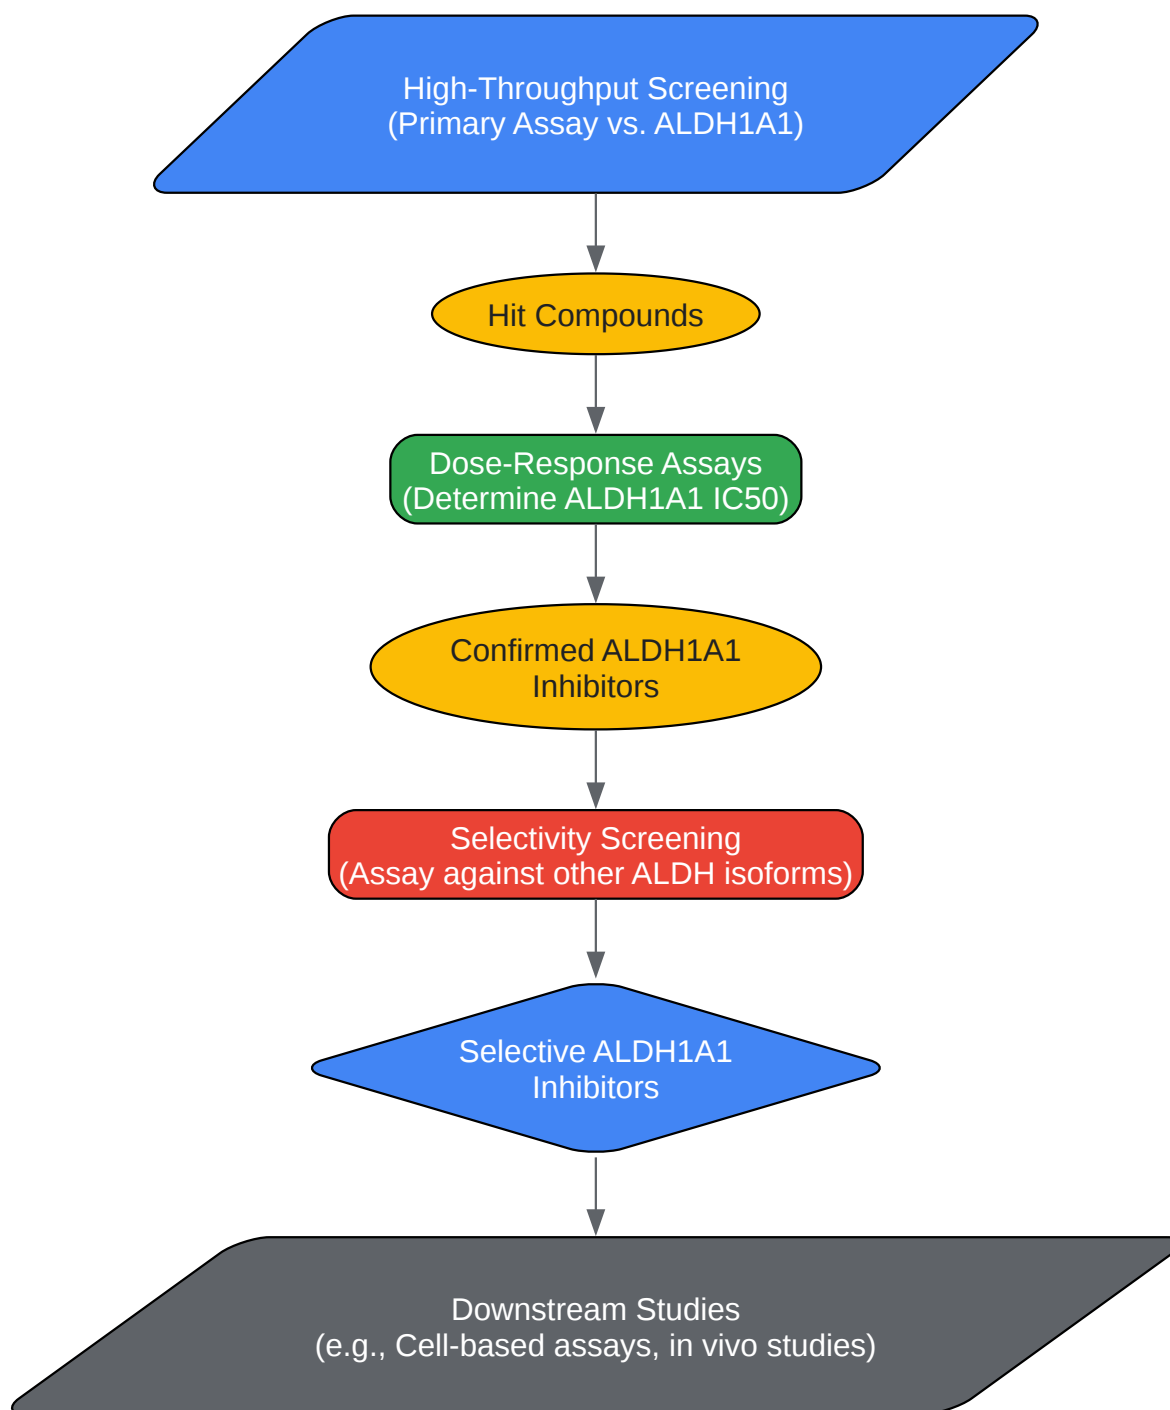 High-Throughput Screening
(Primary Assay vs. ALDH1A1)
Hit Compounds
Dose-Response Assays
(Determine ALDH1A1 IC50)
Confirmed ALDH1A1
Inhibitors
Selectivity Screening
(Assay against other ALDH isoforms)
Selective ALDH1A1
Inhibitors
Downstream Studies
(e.g., Cell-based assays, in vivo studies)